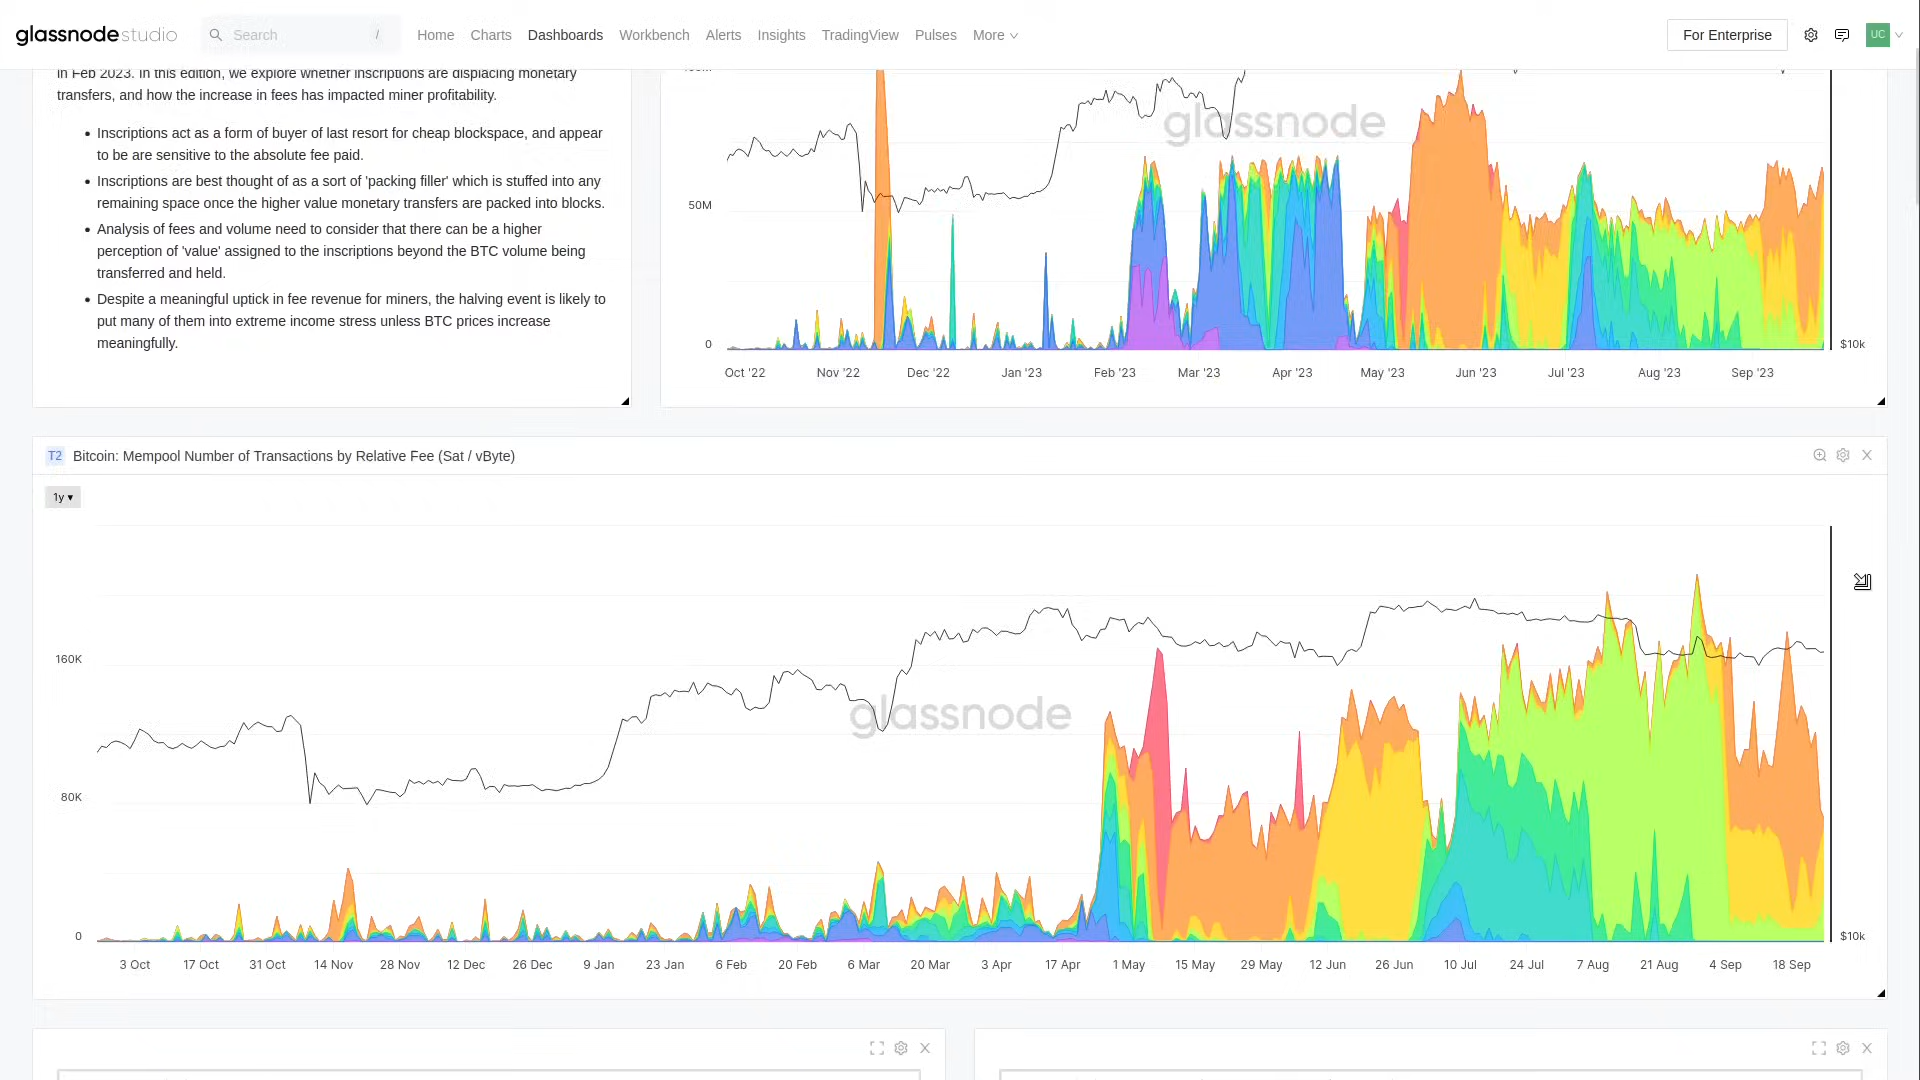 glassnodestudio
Search
/
Home
Charts
Dashboards
Workbench
Alerts
Insights
TradingView
Pulses
More
For Enterprise
UC
in Feb 2023. In this edition, we explore whether inscriptions are displacing monetary
transfers, and how the increase in fees has impacted miner profitability.
• Inscriptions act as a form of buyer of last resort for cheap blockspace, and appear
to be are sensitive to the absolute fee paid.
• Inscriptions are best thought of as a sort of 'packing filler' which is stuffed into any
remaining space once the higher value monetary transfers are packed into blocks.
• Analysis of fees and volume need to consider that there can be a higher
perception of 'value' assigned to the inscriptions beyond the BTC volume being
transferred and held.
• Despite a meaningful uptick in fee revenue for miners, the halving event is likely to
put many of them into extreme income stress unless BTC prices increase
meaningfully.
glassnode
50M
0
$10k
Oct '22
Nov '22
Dec '22
Jan '23
Feb '23
Mar '23
Apr '23
May '23
Jun '23
Jul '23
Aug '23
Sep '23
T2
Bitcoin: Mempool Number of Transactions by Relative Fee (Sat / vByte)
1y ▾
160K
80K
0
glassnode
$10k
3 Oct
17 Oct
31 Oct
14 Nov
28 Nov
12 Dec
26 Dec
9 Jan
23 Jan
6 Feb
20 Feb
6 Mar
20 Mar
3 Apr
17 Apr
1 May
15 May
29 May
12 Jun
26 Jun
10 Jul
24 Jul
7 Aug
21 Aug
4 Sep
18 Sep